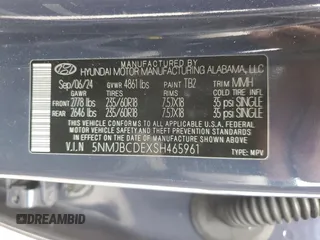 HYUNDAI MOTOR MANUFACTURING ALABAMA, LLC
Sep/06/24 GVWR 4861 lbs PAINT TB2 TRIM MMH
GAWR TIRES RIMS COLD TIRE INFL
FRONT 2778 lbs 235/60R18 7.5JX18 35 psi SINGLE
REAR 2646 lbs 235/60R18 7.5JX18 35 psi SINGLE
THIS VEHICLE CONFORMS TO ALL APPLICABLE
U.S. FEDERAL MOTOR VEHICLE SAFETY AND THEFT
PREVENTION STANDARDS IN EFFECT ON THE
DATE OF MANUFACTURE SHOWN ABOVE.
V.I.N 5NMJBCDEXSH465961 TYPE: MPV
DREAMBID